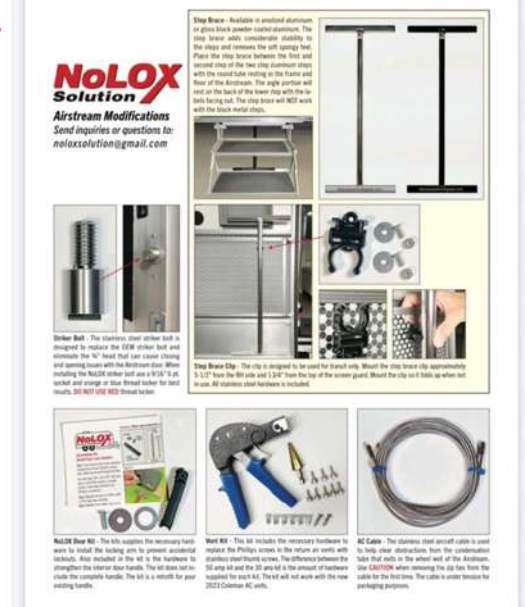 NoLOX
Solution
Airstream Modifications
Send inquiries or questions to:
noloxsolution@gmail.com
Step Brace - Available in anodized aluminum
or gloss black powder coated aluminum. The
step brace adds considerable stability to
the steps and removes the soft spongy feel.
Place the step brace between the first and
second step of the two step aluminum steps
with the round tube resting on the frame and
floor of the Airstream. The angle portion will
rest on the back of the lower step with the la-
bels facing out. The step brace will NOT work
with the black metal steps.
Striker Bolt - The stainless steel striker bolt is
designed to replace the OEM striker bolt and
eliminate the ¾" head that can cause closing
and opening issues with the Airstream door. When
installing the NoLOX striker bolt use a 9/16" 6 pt.
socket and orange or blue thread locker for best
results. DO NOT USE RED thread locker.
Step Brace Clip - The clip is designed to be used for transit only. Mount the step brace clip approximately
5-1/2" from the RH side and 1-3/4" from the top of the screen guard. Mount the clip so it folds up when not
in use. All stainless steel hardware is included.
NoLOX
NoLOX Door Kit - The kits supplies the necessary hard-
ware to install the locking arm to prevent accidental
lockouts. Also included in the kit is the hardware to
strengthen the interior door handle. The kit does not in-
clude the complete handle. The kit is a retrofit for your
existing handle.
Vent Kit - This kit includes the necessary hardware to
replace the Phillips screws in the return air vents with
stainless steel thumb screws. The difference between the
50 amp kit and the 30 amp kit is the amount of hardware
supplied for each kit. The kit will not work with the new
2023 Coleman AC units.
AC Cable - The stainless steel aircraft cable is used
to help clear obstructions from the condensation
tube that exits in the wheel well of the Airstream.
Use CAUTION when removing the zip ties from the
cable for the first time. The cable is under tension for
packaging purposes.